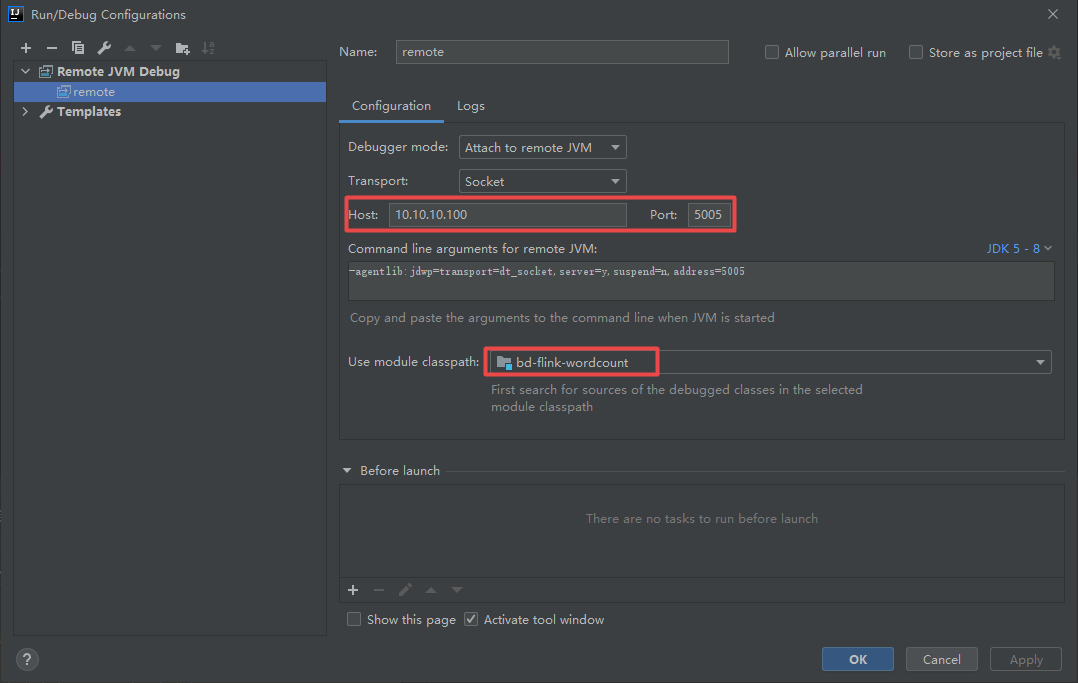 Run/Debug Configurations
Name: remote
Allow parallel run
Store as project file
Remote JVM Debug
remote
Templates
Configuration Logs
Debugger mode: Attach to remote JVM
Transport: Socket
Host: 10.10.10.100 Port: 5005
Command line arguments for remote JVM: JDK 5 - 8
-agentlib:jdwp=transport=dt_socket,server=y,suspend=n,address=5005
Copy and paste the arguments to the command line when JVM is started
Use module classpath: bd-flink-wordcount
First search for sources of the debugged classes in the selected
module classpath
Before launch
There are no tasks to run before launch
Show this page Activate tool window
? OK Cancel Apply